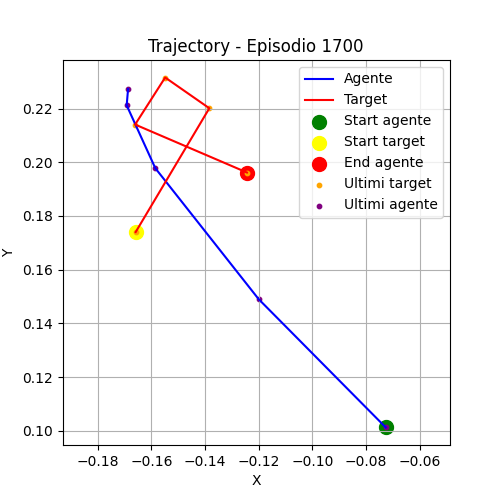 Trajectory - Episodio 1700
Agente
Target
Start agente
Start target
End agente
Ultimi target
Ultimi agente
0.22
0.20
0.18
0.16
0.14
0.12
0.10
Y
−0.18 −0.16 −0.14 −0.12 −0.10 −0.08 −0.06
X